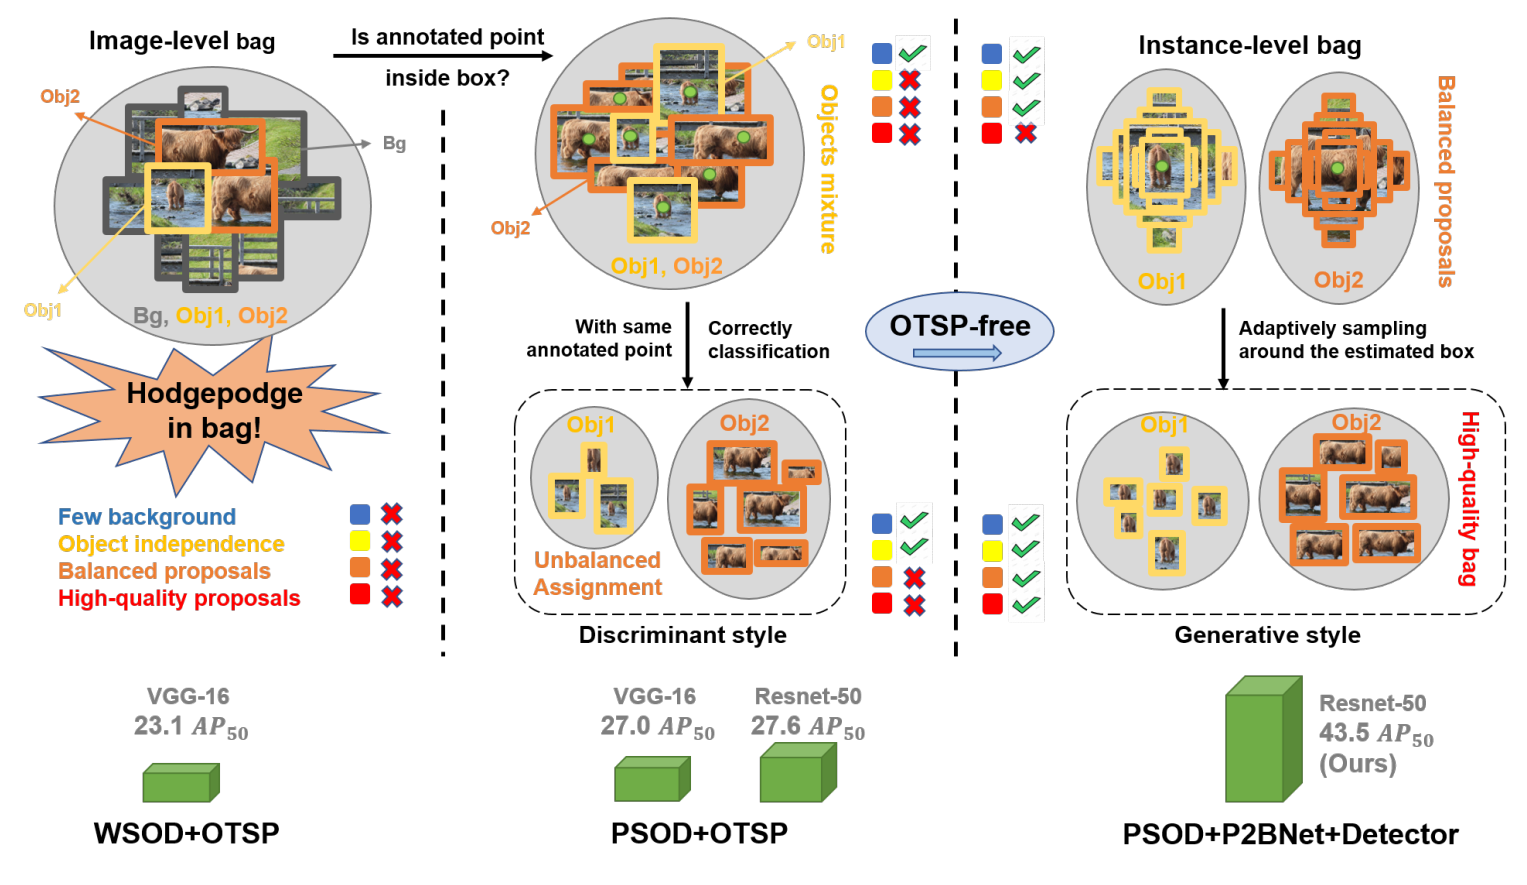 Image-level bag
Obj2
Bg
Obj1
Bg, Obj1, Obj2
Hodgepodge
in bag!
Few background
Object independence
Balanced proposals
High-quality proposals
VGG-16
23.1 AP50
WSOD+OTSP
Is annotated point
inside box?
Obj1
Obj2
Objects mixture
Obj1, Obj2
With same
annotated point
Correctly
classification
Obj1
Obj2
Unbalanced
Assignment
Discriminant style
VGG-16
27.0 AP50
Resnet-50
27.6 AP50
PSOD+OTSP
OTSP-free
Instance-level bag
Obj1
Obj2
Balanced proposals
Adaptively sampling
around the estimated box
Obj1
Obj2
High-quality bag
Generative style
Resnet-50
43.5 AP50
(Ours)
PSOD+P2BNet+Detector